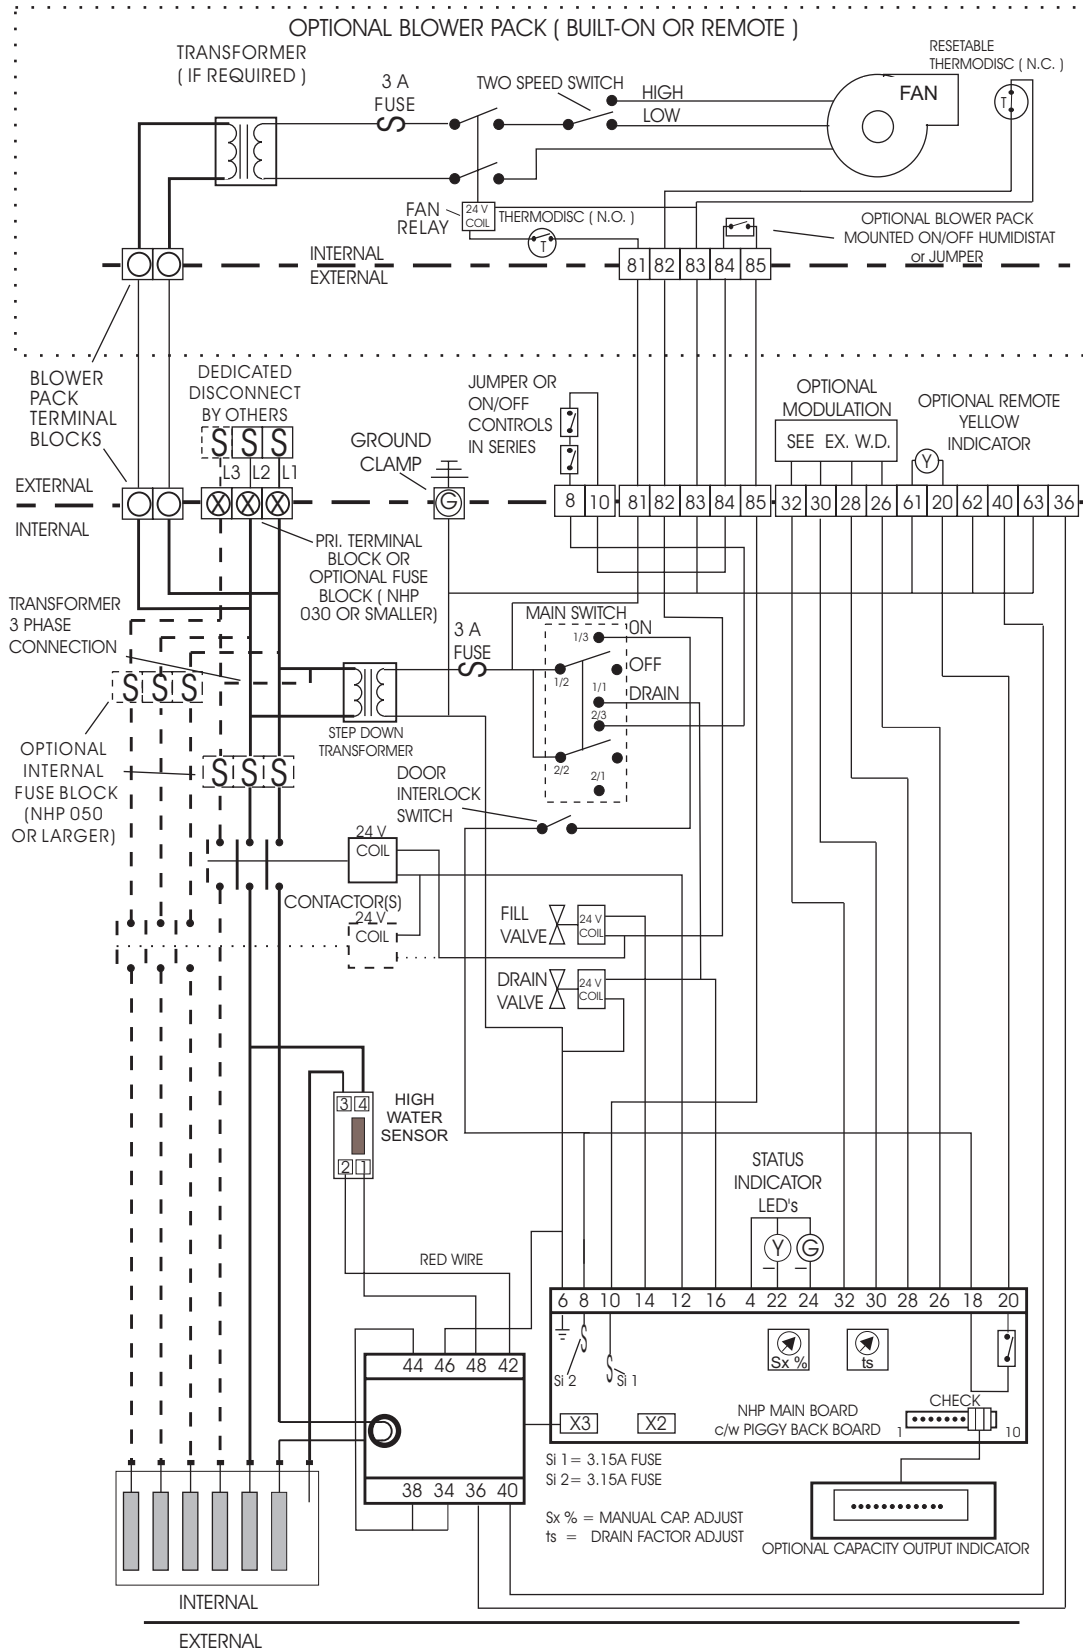 OPTIONAL BLOWER PACK ( BUILT-ON OR REMOTE )
TRANSFORMER
( IF REQUIRED )
3 A
FUSE
TWO SPEED SWITCH
HIGH
LOW
FAN
RESETABLE
THERMODISC ( N.C. )
T
FAN
RELAY
24 V
COIL
THERMODISC ( N.O. )
T
OPTIONAL BLOWER PACK
MOUNTED ON/OFF HUMIDISTAT
or JUMPER
INTERNAL
EXTERNAL
81 82 83 84 85
BLOWER
PACK
TERMINAL
BLOCKS
DEDICATED
DISCONNECT
BY OTHERS
S S S
L3 L2 L1
GROUND
CLAMP
G
JUMPER OR
ON/OFF
CONTROLS
IN SERIES
OPTIONAL
MODULATION
SEE EX. W.D.
OPTIONAL REMOTE
YELLOW
INDICATOR
Y
EXTERNAL
INTERNAL
8 10 81 82 83 84 85 32 30 28 26 61 20 62 40 63 36
PRI. TERMINAL
BLOCK OR
OPTIONAL FUSE
BLOCK ( NHP
030 OR SMALLER)
TRANSFORMER
3 PHASE
CONNECTION
S S S
3 A
FUSE
MAIN SWITCH
1/3
ON
OFF
1/2
1/1
DRAIN
2/3
2/2
2/1
STEP DOWN
TRANSFORMER
OPTIONAL
INTERNAL
FUSE BLOCK
(NHP 050
OR LARGER)
S S S
DOOR
INTERLOCK
SWITCH
24 V
COIL
CONTACTOR(S)
24 V
COIL
FILL
VALVE
24 V
COIL
DRAIN
VALVE
24 V
COIL
3 4
HIGH
WATER
SENSOR
2 1
STATUS
INDICATOR
LED's
Y G
RED WIRE
6 8 10 14 12 16 4 22 24 32 30 28 26 18 20
44 46 48 42
Si 2
Si 1
Sx %
ts
X3
X2
NHP MAIN BOARD
c/w PIGGY BACK BOARD
CHECK
1
10
38 34 36 40
Si 1 = 3.15A FUSE
Si 2 = 3.15A FUSE
Sx % = MANUAL CAP. ADJUST
ts = DRAIN FACTOR ADJUST
OPTIONAL CAPACITY OUTPUT INDICATOR
INTERNAL
EXTERNAL